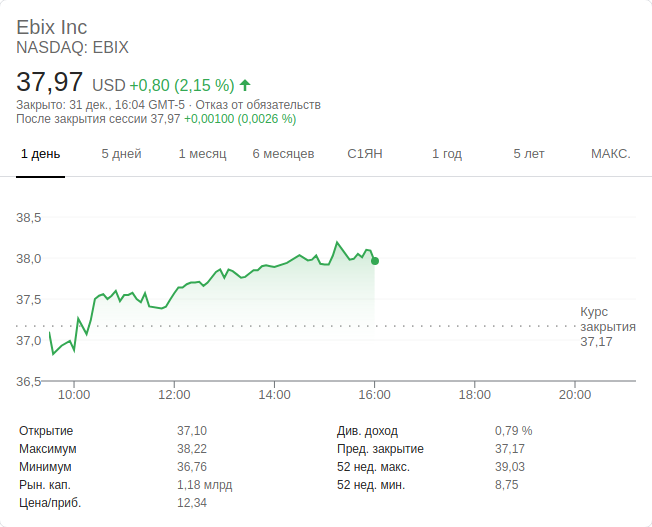 Ebix Inc
NASDAQ: EBIX
37,97 USD +0,80 (2,15 %)
Закрыто: 31 дек., 16:04 GMT-5 · Отказ от обязательств
После закрытия сессии 37,97 +0,00100 (0,0026 %)
1 день 5 дней 1 месяц 6 месяцев С1ЯН 1 год 5 лет МАКС.
38,5
38,0
37,5
37,0
36,5
Курс
закрытия
37,17
10:00 12:00 14:00 16:00 18:00 20:00
Открытие 37,10 Див. доход 0,79 %
Максимум 38,22 Пред. закрытие 37,17
Минимум 36,76 52 нед. макс. 39,03
Рын. кап. 1,18 млрд 52 нед. мин. 8,75
Цена/приб. 12,34